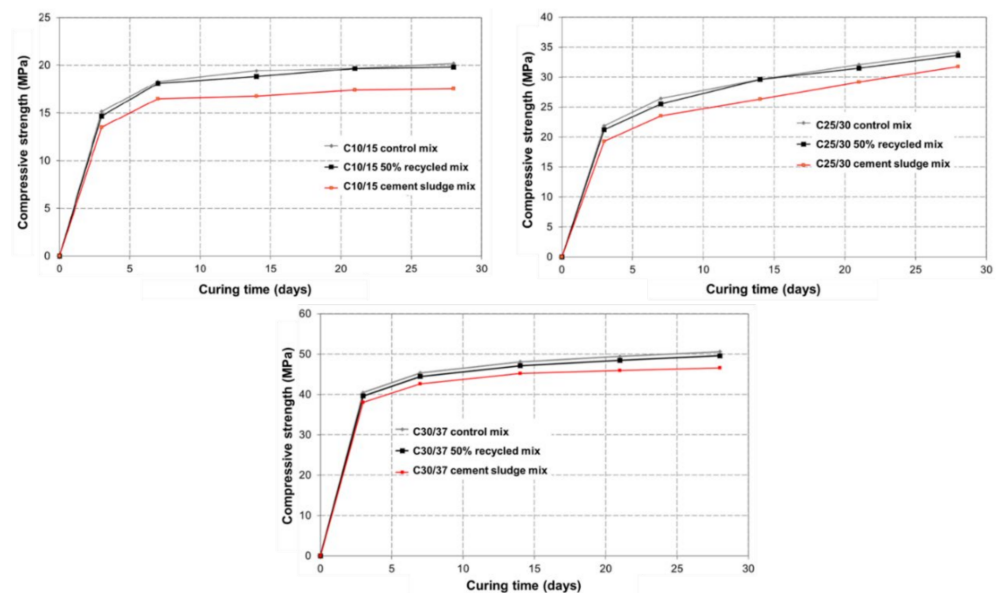 Compressive strength (MPa)
25
20
15
10
5
0
C10/15 control mix
C10/15 50% recycled mix
C10/15 cement sludge mix
0 5 10 15 20 25 30
Curing time (days)
Compressive strength (MPa)
40
35
30
25
20
15
10
5
0
C25/30 control mix
C25/30 50% recycled mix
C25/30 cement sludge mix
0 5 10 15 20 25 30
Curing time (days)
Compressive strength (MPa)
60
50
40
30
20
10
0
C30/37 control mix
C30/37 50% recycled mix
C30/37 cement sludge mix
0 5 10 15 20 25 30
Curing time (days)